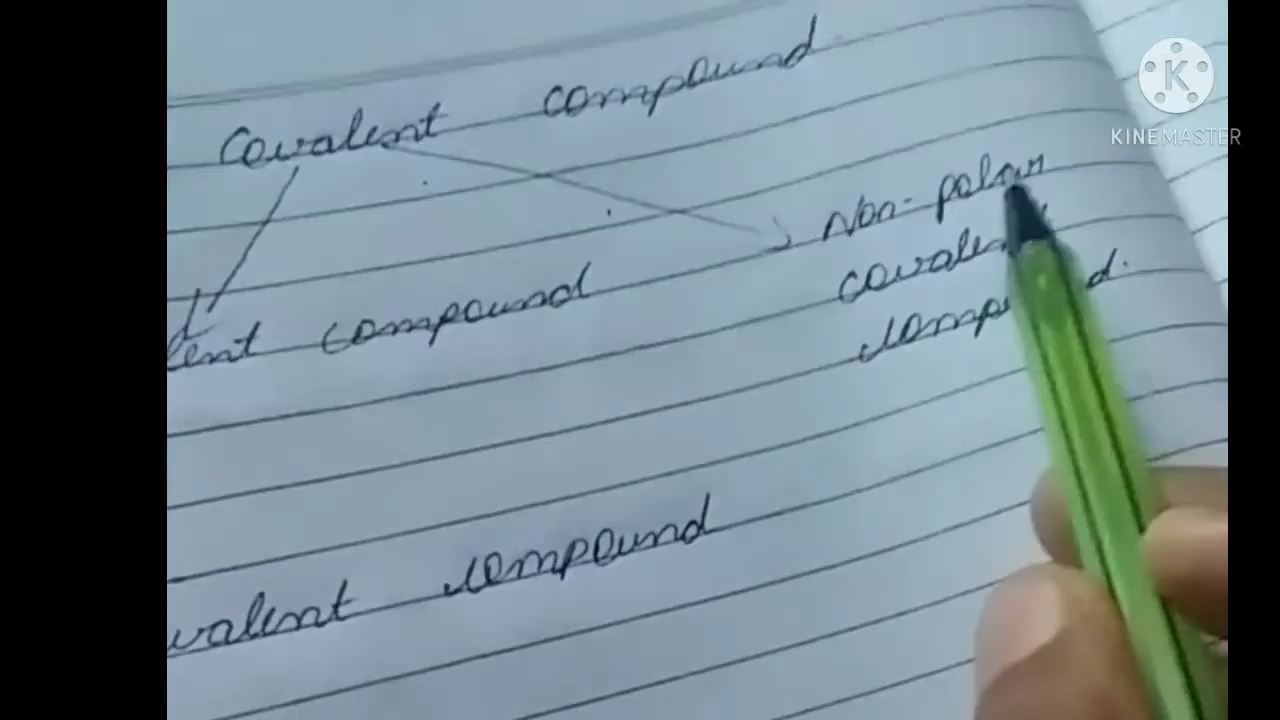 Covalent compound
Non-polar
covalent
compound.
lent compound
valent compound
KINEMASTER